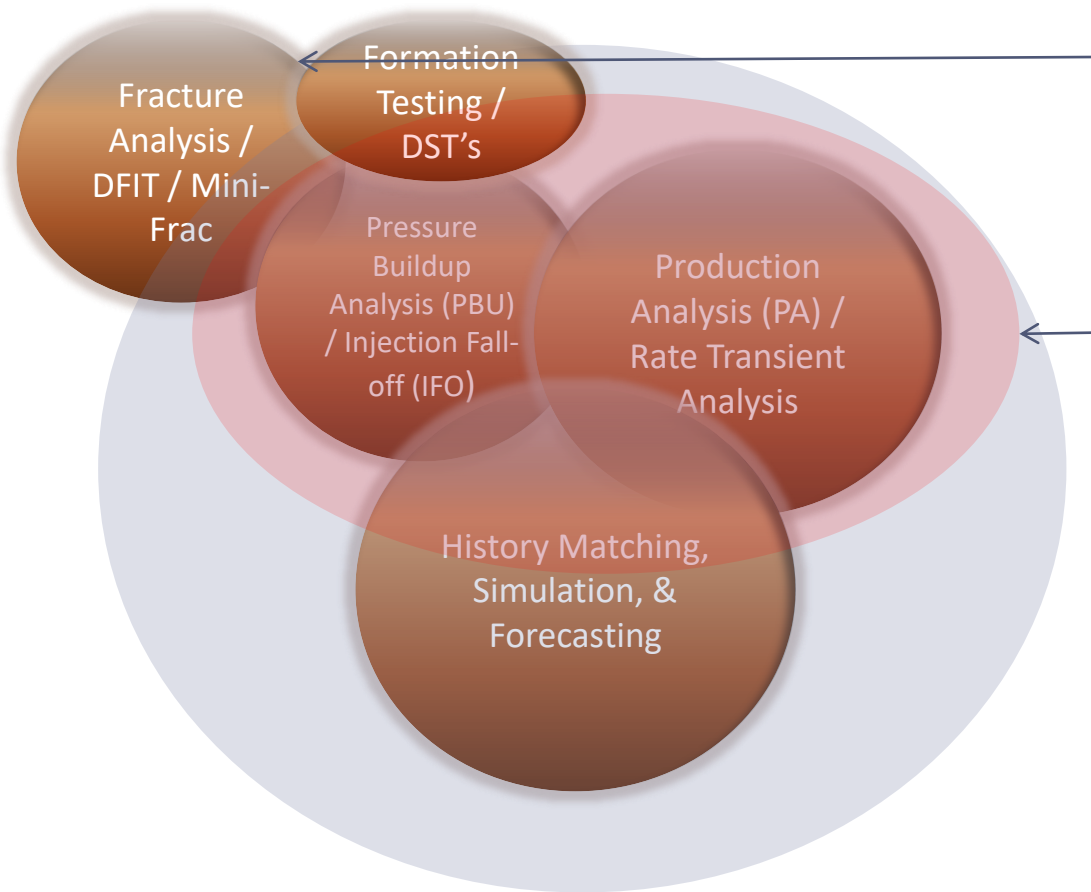 Fracture
Analysis /
DFIT / Mini-
Frac
Formation
Testing /
DST’s
Pressure
Buildup
Analysis (PBU)
/ Injection Fall-
off (IFO)
Production
Analysis (PA) /
Rate Transient
Analysis
History Matching,
Simulation, &
Forecasting